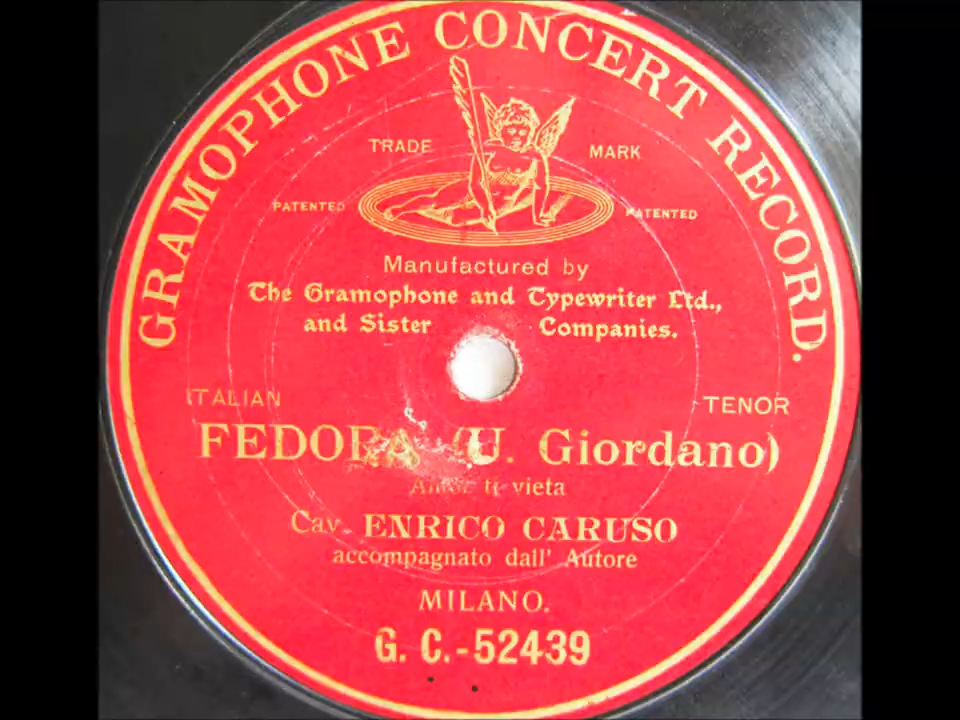 GRAMOPHONE CONCERT RECORD.
TRADE MARK
PATENTED PATENTED
Manufactured by
The Gramophone and Typewriter Ltd.,
and Sister Companies.
ITALIAN TENOR
FEDORA (U. Giordano)
Amor ti vieta
Cav. ENRICO CARUSO
accompagnato dall' Autore
MILANO.
G. C.-52439